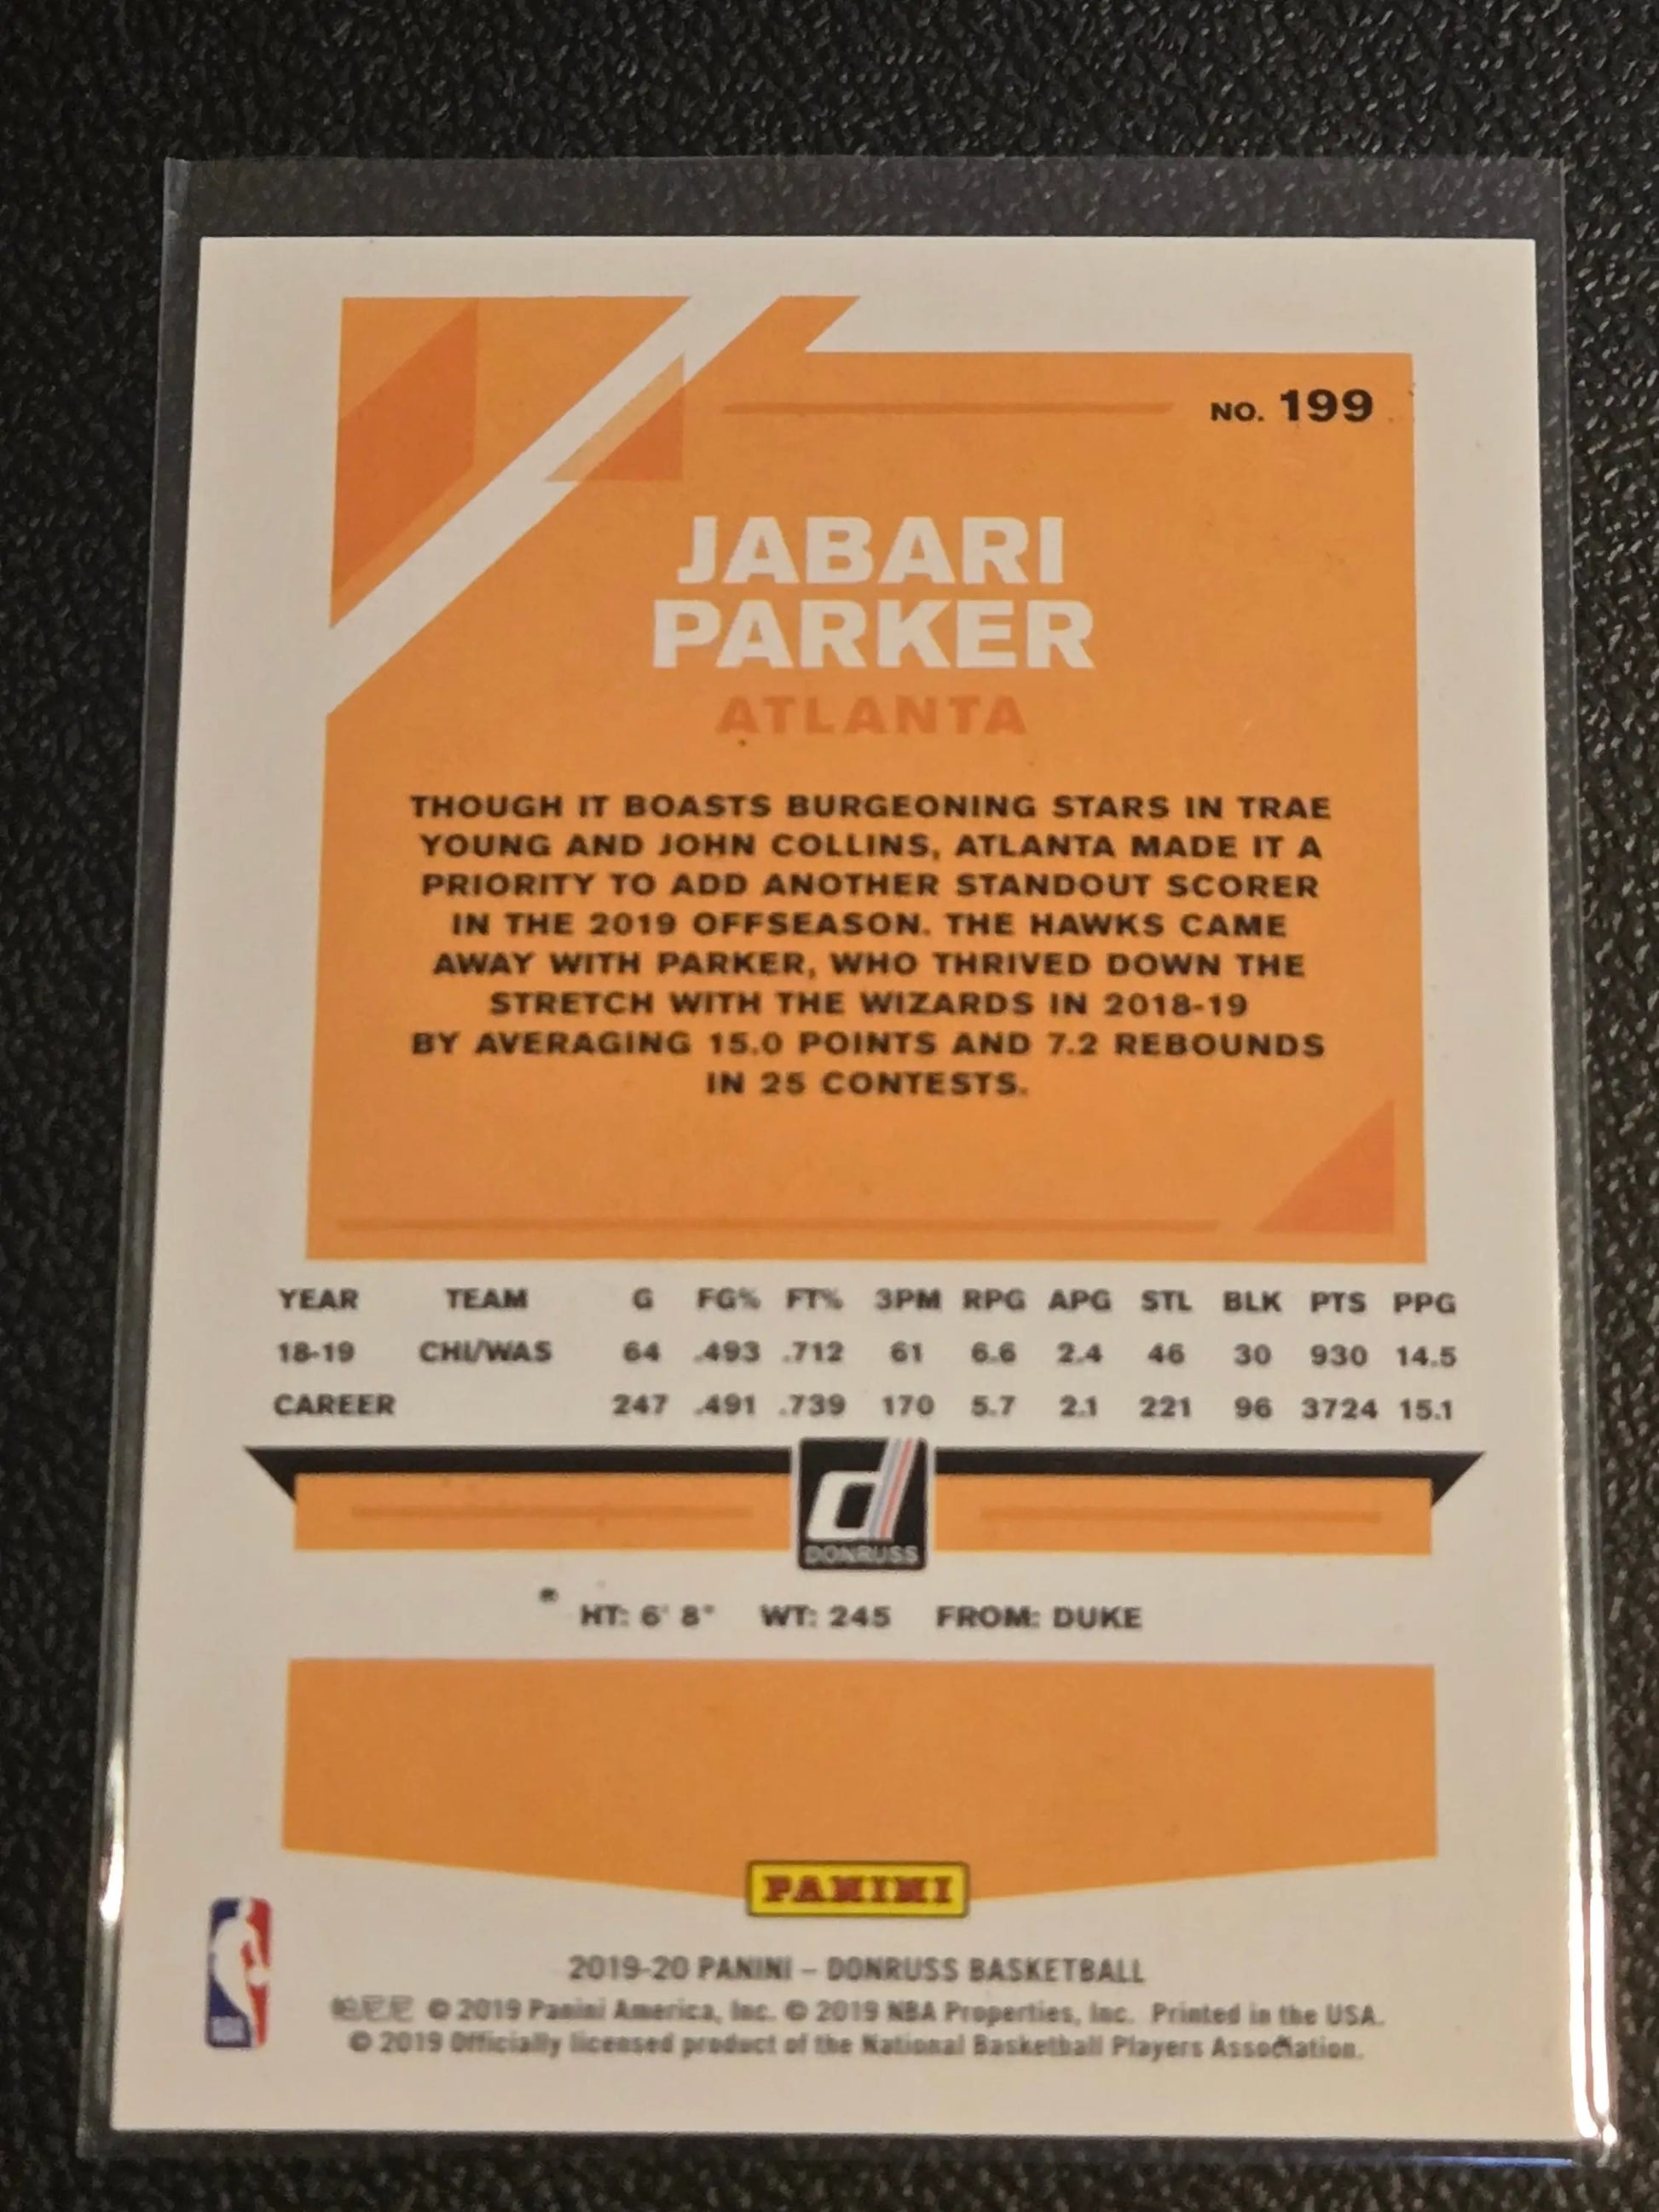 NO. 199
JABARI
PARKER
ATLANTA
THOUGH IT BOASTS BURGEONING STARS IN TRAE
YOUNG AND JOHN COLLINS, ATLANTA MADE IT A
PRIORITY TO ADD ANOTHER STANDOUT SCORER
IN THE 2019 OFFSEASON. THE HAWKS CAME
AWAY WITH PARKER, WHO THRIVED DOWN THE
STRETCH WITH THE WIZARDS IN 2018-19
BY AVERAGING 15.0 POINTS AND 7.2 REBOUNDS
IN 25 CONTESTS.
YEAR TEAM G FG% FT% 3PM RPG APG STL BLK PTS PPG
18-19 CHI/WAS 64 .493 .712 61 6.6 2.4 46 30 930 14.5
CAREER 247 .491 .739 170 5.7 2.1 221 96 3724 15.1
d
DONRUSS
HT: 6' 8" WT: 245 FROM: DUKE
PANINI
2019-20 PANINI – DONRUSS BASKETBALL
© 2019 Panini America, Inc. © 2019 NBA Properties, Inc. Printed in the USA.
© 2019 Officially licensed product of the National Basketball Players Association.